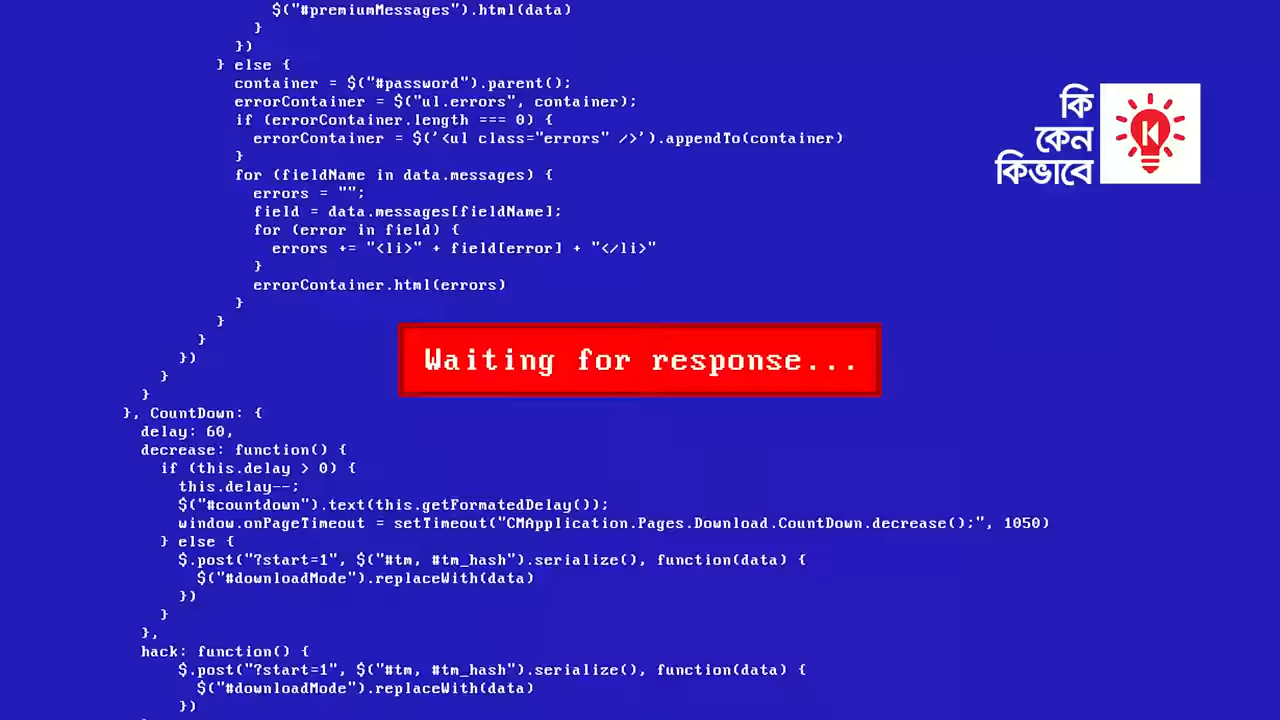 $("#premiumMessages").html(data)
}
})
} else {
container = $("#password").parent();
errorContainer = $("ul.errors", container);
if (errorContainer.length === 0) {
errorContainer = $('<ul class="errors" />').appendTo(container)
}
for (fieldName in data.messages) {
errors = "";
field = data.messages[fieldName];
for (error in field) {
errors += "<li>" + field[error] + "</li>"
}
errorContainer.html(errors)
}
}
}
})
}
}
}, CountDown: {
delay: 60,
decrease: function() {
if (this.delay > 0) {
this.delay--;
$("#countdown").text(this.getFormatedDelay());
window.onPageTimeout = setTimeout("CMApplication.Pages.Download.CountDown.decrease();", 1050)
} else {
$.post("?start=1", $("#tm, #tm_hash").serialize(), function(data) {
$("#downloadMode").replaceWith(data)
})
}
},
hack: function() {
$.post("?start=1", $("#tm, #tm_hash").serialize(), function(data) {
$("#downloadMode").replaceWith(data)
})
Waiting for response...
কি
কেন
কিভাবে
K